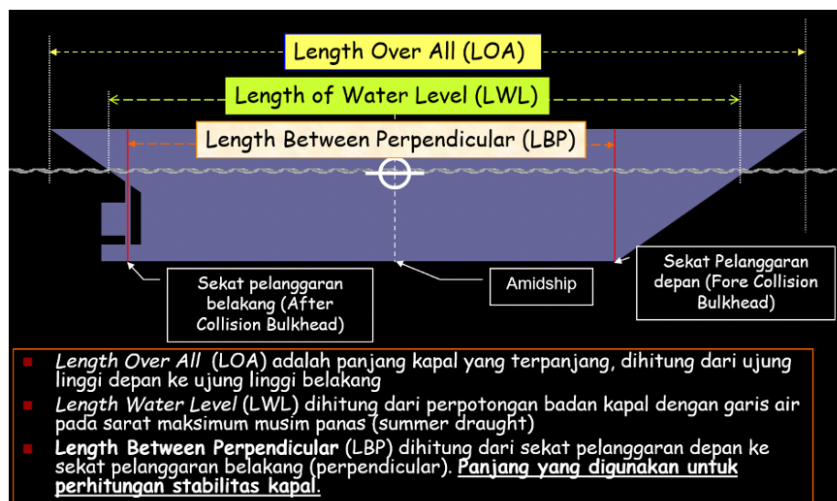 Length Over All (LOA)
Length of Water Level (LWL)
Length Between Perpendicular (LBP)
Sekat pelanggaran
belakang (After
Collision Bulkhead)
Amidship
Sekat Pelanggaran
depan (Fore Collision
Bulkhead)
Length Over All (LOA) adalah panjang kapal yang terpanjang, dihitung dari ujung
linggi depan ke ujung linggi belakang
Length Water Level (LWL) dihitung dari perpotongan badan kapal dengan garis air
pada sarat maksimum musim panas (summer draught)
Length Between Perpendicular (LBP) dihitung dari sekat pelanggaran depan ke
sekat pelanggaran belakang (perpendicular). Panjang yang digunakan untuk
perhitungan stabilitas kapal.